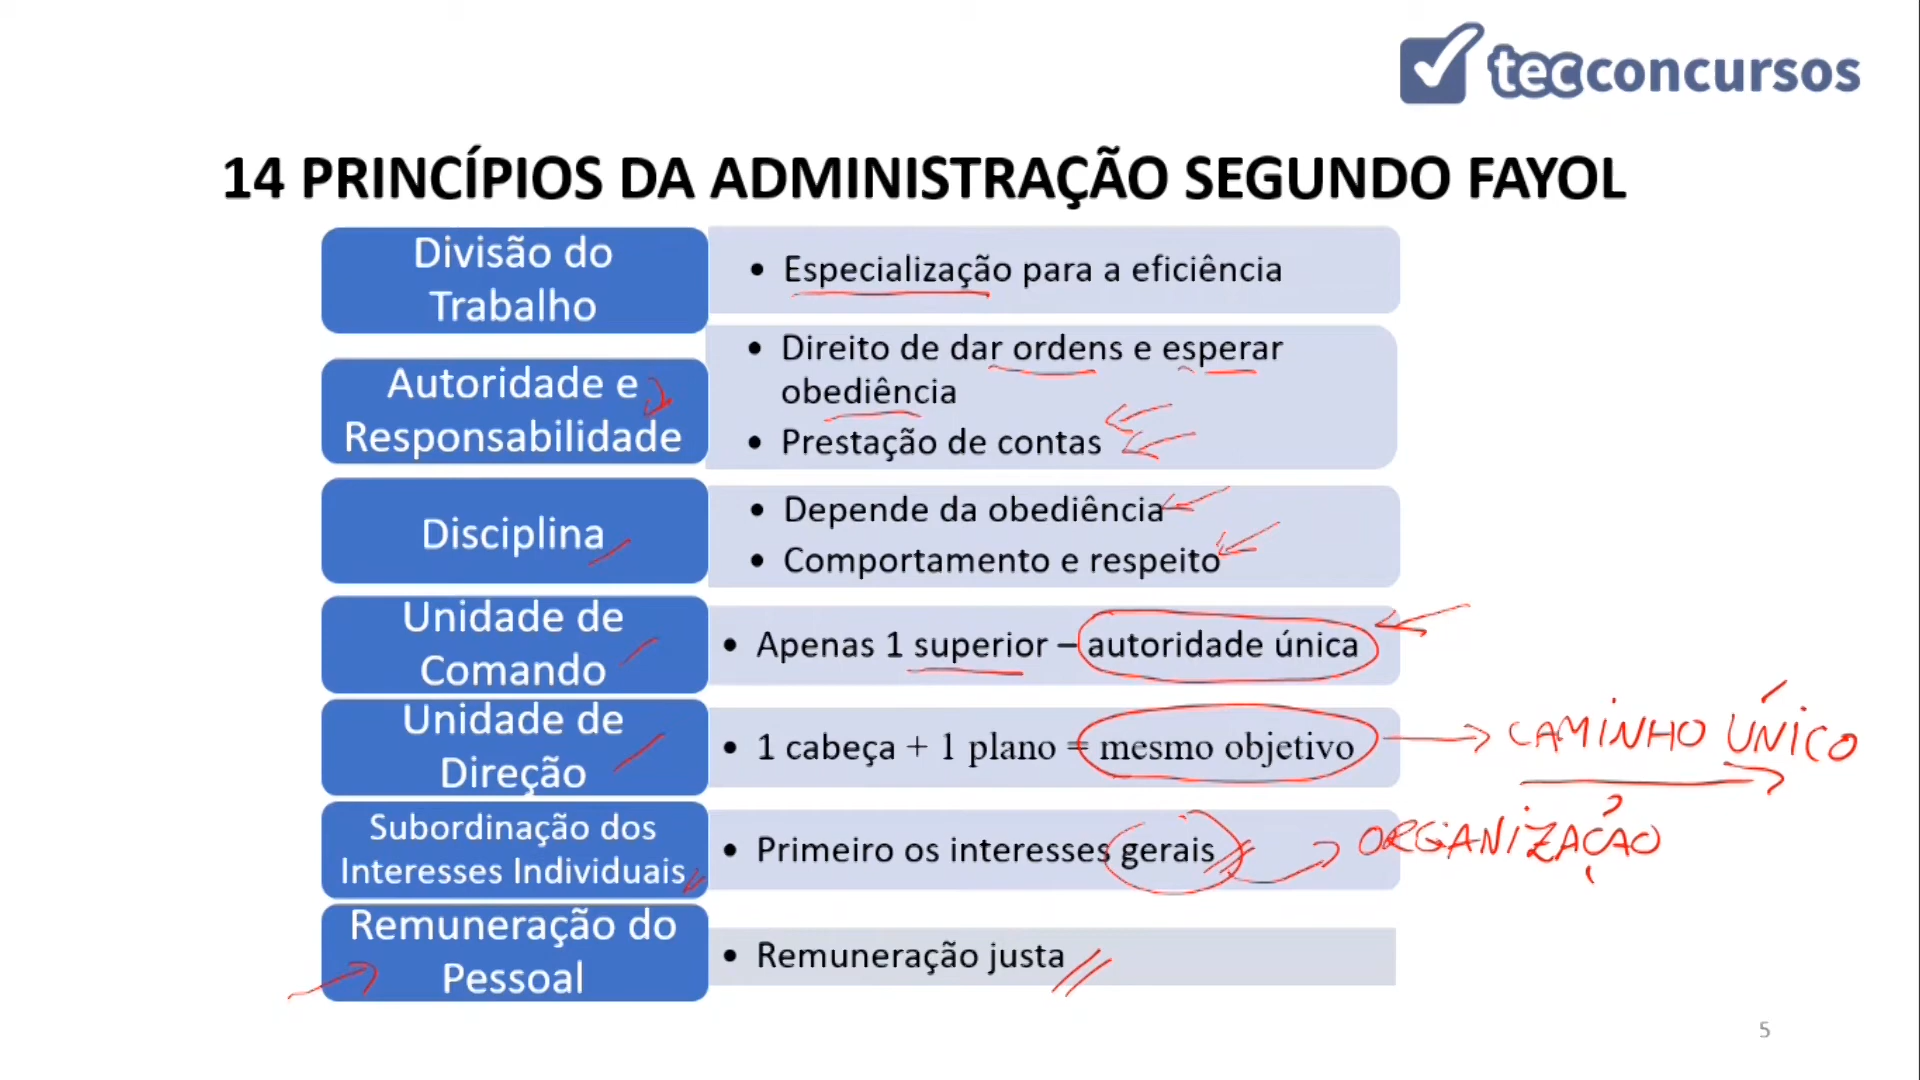 tecconcursos
14 PRINCÍPIOS DA ADMINISTRAÇÃO SEGUNDO FAYOL
Divisão do
Trabalho
• Especialização para a eficiência
Autoridade e
Responsabilidade
• Direito de dar ordens e esperar
obediência
• Prestação de contas
Disciplina
• Depende da obediência
• Comportamento e respeito
Unidade de
Comando
• Apenas 1 superior – autoridade única
Unidade de
Direção
• 1 cabeça + 1 plano = mesmo objetivo
CAMINHO ÚNICO
Subordinação dos
Interesses Individuais
• Primeiro os interesses gerais
ORGANIZAÇÃO
Remuneração do
Pessoal
• Remuneração justa
5